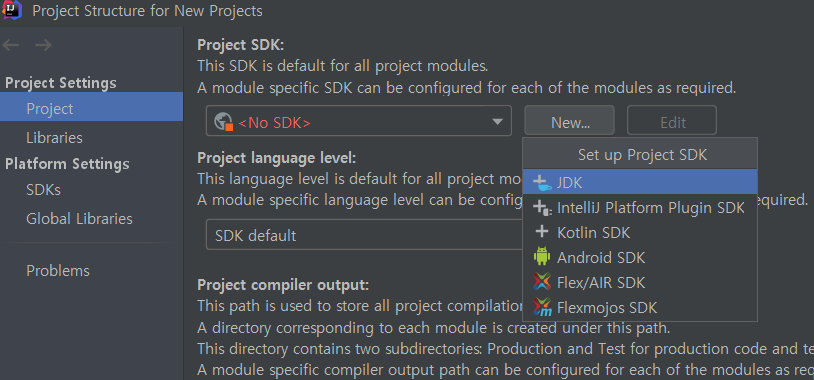 Project Structure for New Projects
Project Settings
Project
Libraries
Platform Settings
SDKs
Global Libraries
Problems
Project SDK:
This SDK is default for all project modules.
A module specific SDK can be configured for each of the modules as required.
<No SDK>
New...
Edit
Set up Project SDK
JDK
IntelliJ Platform Plugin SDK
Kotlin SDK
Android SDK
Flex/AIR SDK
Flexmojos SDK
Project language level:
This language level is default for all project mo
A module specific language level can be config
equired.
SDK default
Project compiler output:
This path is used to store all project compilation
A directory corresponding to each module is created under this path.
This directory contains two subdirectories: Production and Test for production code and te
A module specific compiler output path can be configured for each of the modules as req